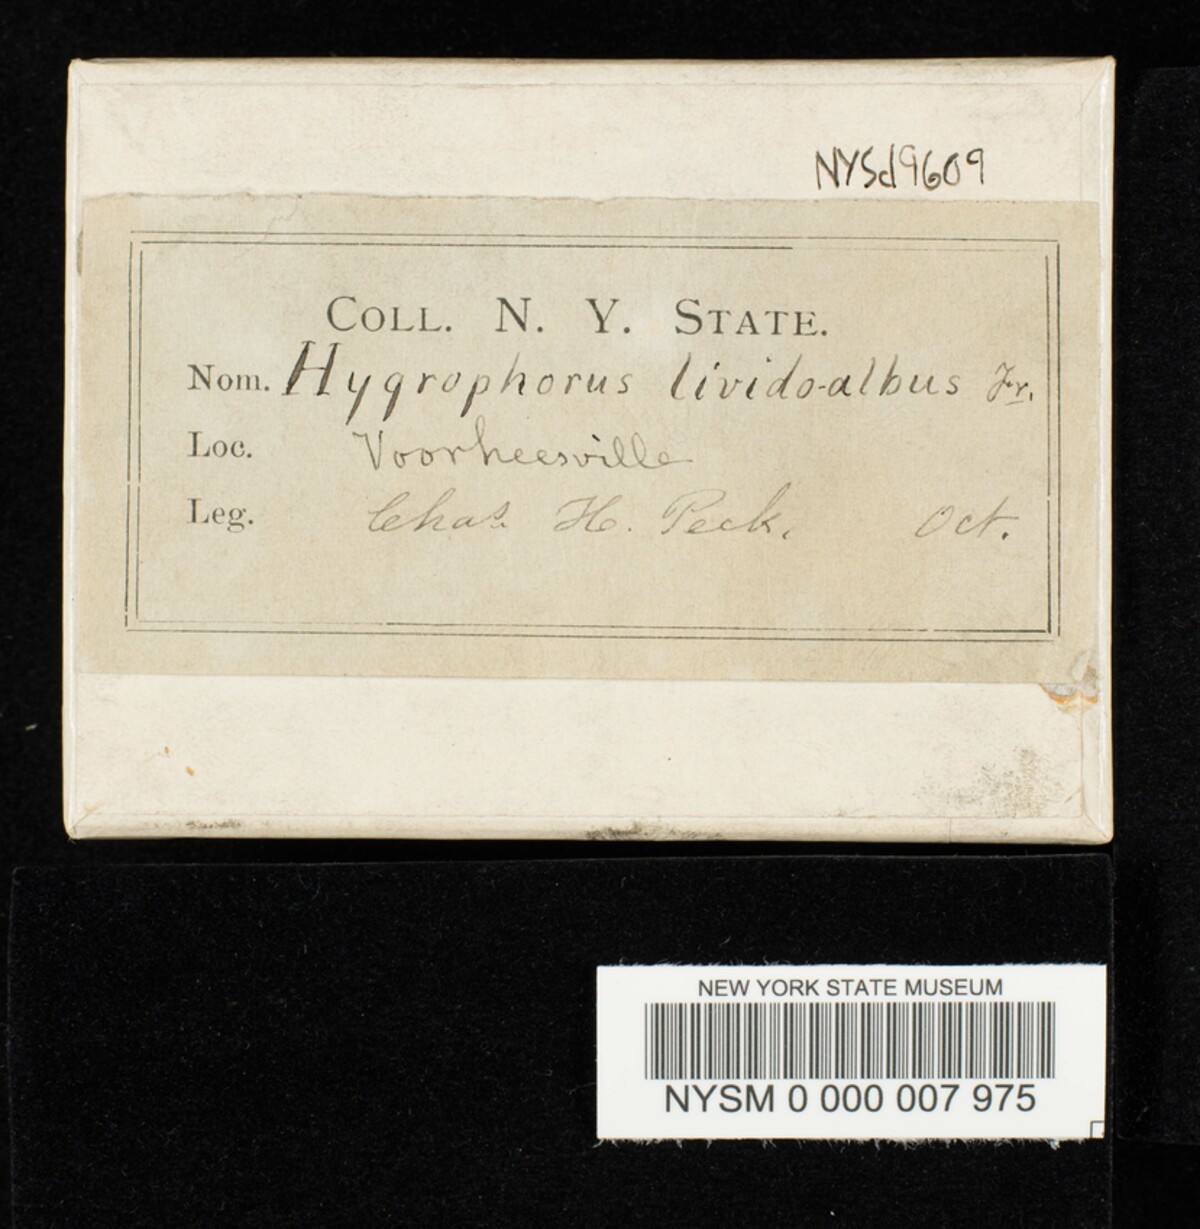 NYSd9609
COLL. N. Y. STATE.
Nom. Hygrophorus livido-albus Fr.
Loc. Voorheesville
Leg. Chas. H. Peck. Oct.
NEW YORK STATE MUSEUM
NYSM 0 000 007 975